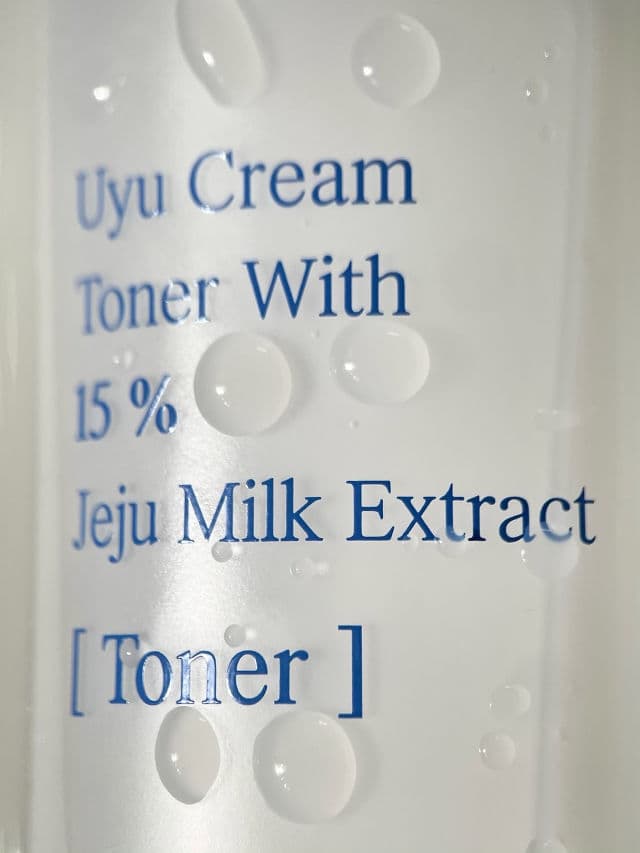 Uyu Cream
Toner With
15 %
Jeju Milk Extract
[ Toner ]